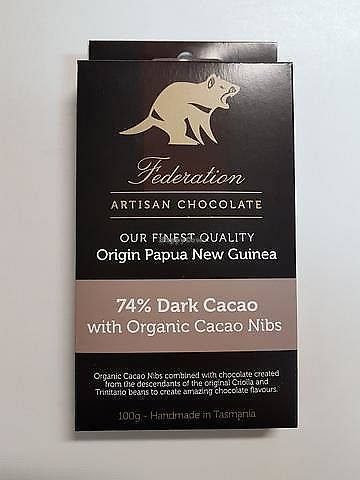 Federation
ARTISAN CHOCOLATE
OUR FINEST QUALITY
Origin Papua New Guinea
74% Dark Cacao
with Organic Cacao Nibs
Organic Cacao Nibs combined with chocolate created
from the descendants of the original Criolla and
Trinitario beans to create amazing chocolate flavours.
100g - Handmade in Tasmania